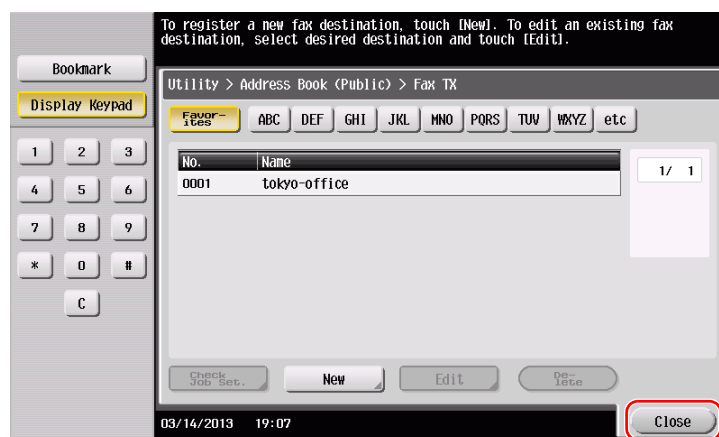 To register a new fax destination, touch [New]. To edit an existing fax
destination, select desired destination and touch [Edit].
Bookmark
Display Keypad
Utility > Address Book (Public) > Fax TX
Favor-
ites
ABC DEF GHI JKL MNO PQRS TUV WXYZ etc
1 2 3
4 5 6
7 8 9
* 0 #
C
No. Name
0001 tokyo-office
1/ 1
Check
Job Set.
New
Edit
De-
lete
03/14/2013 19:07
Close